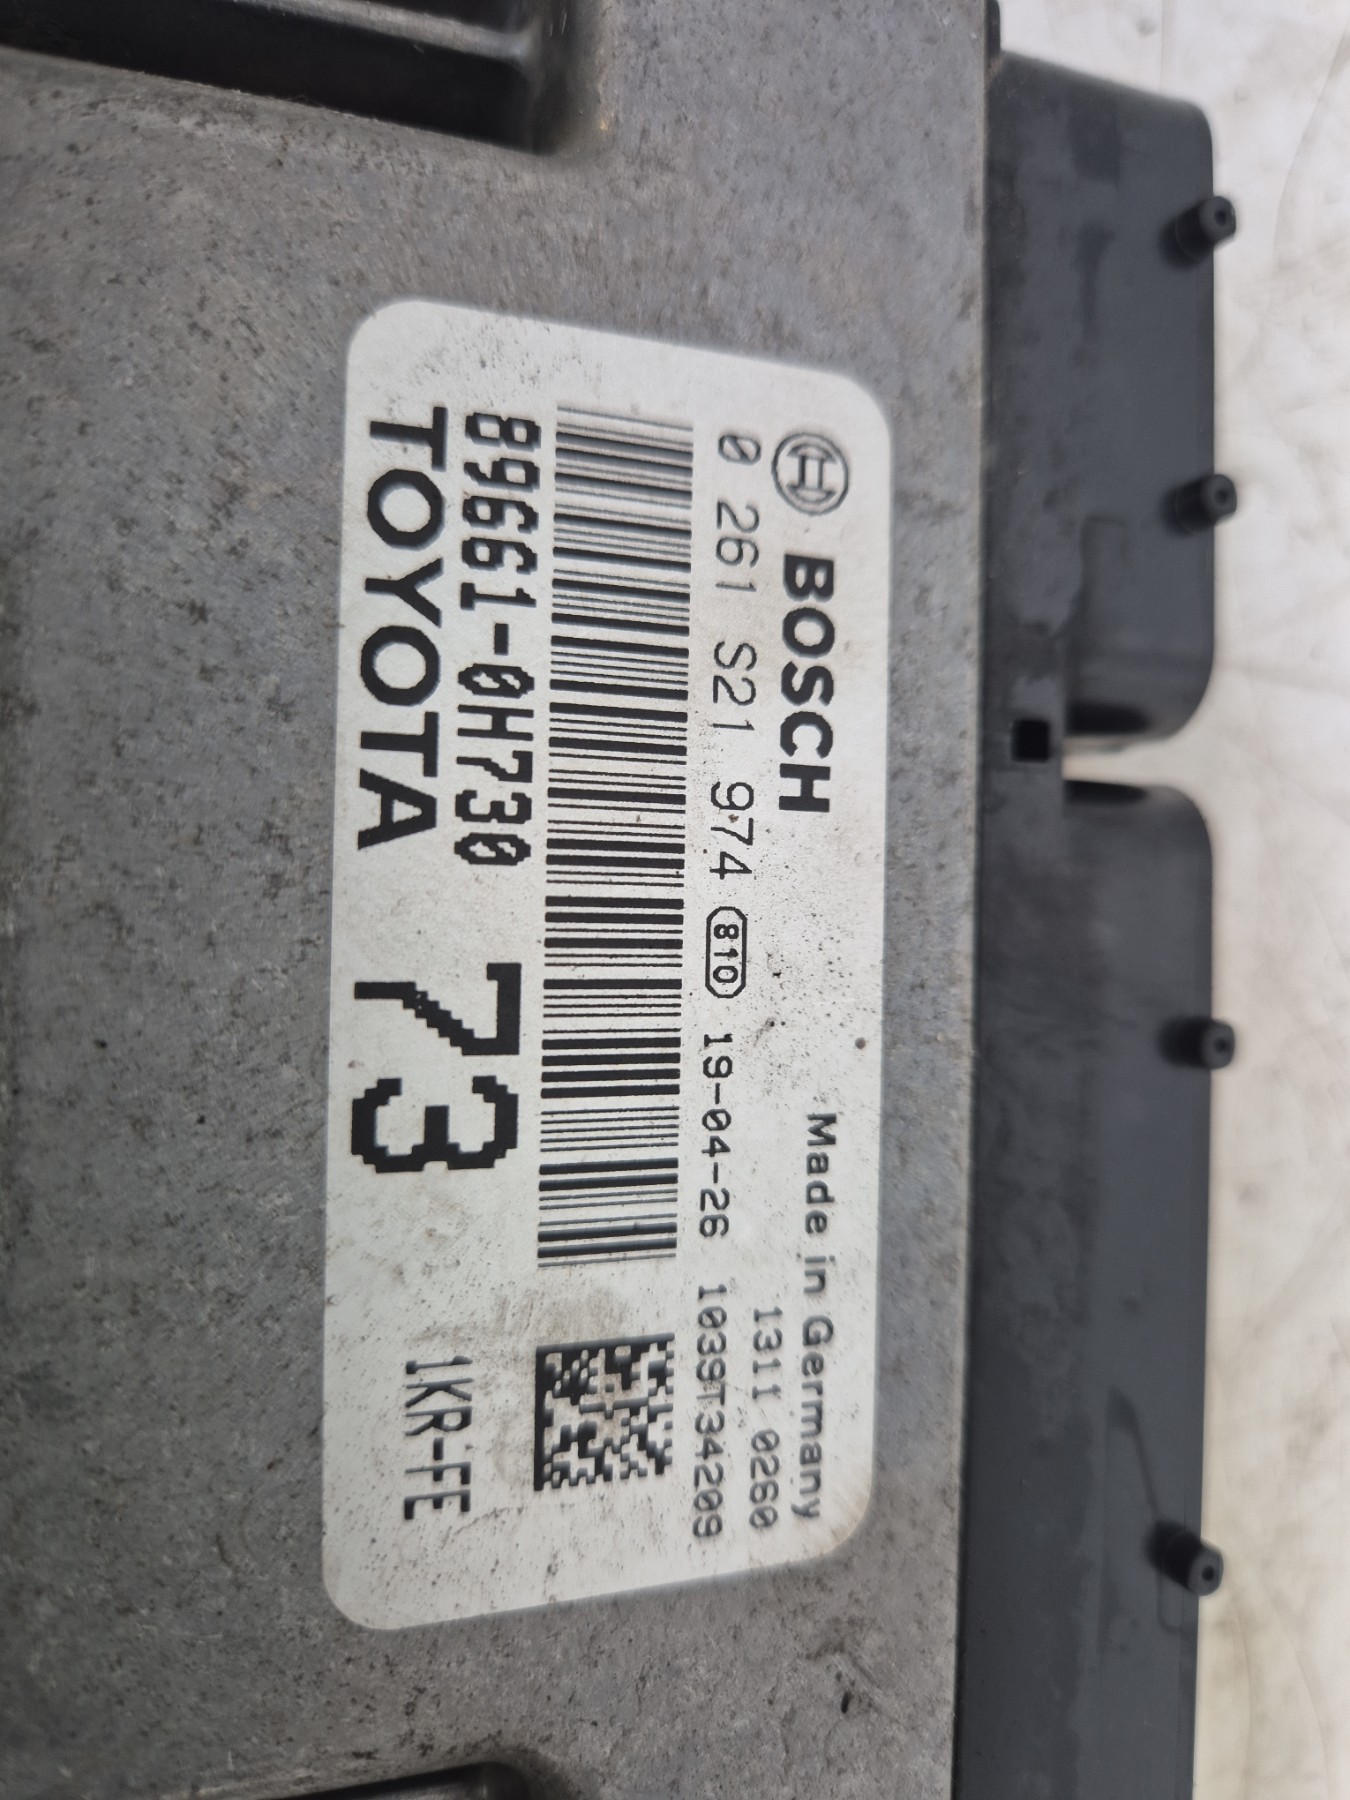 BOSCH
Made in Germany
1311 0260
0 261 S21 974 810 19-04-26 1039T34209
89661-0H730
TOYOTA
73
1KR-FE